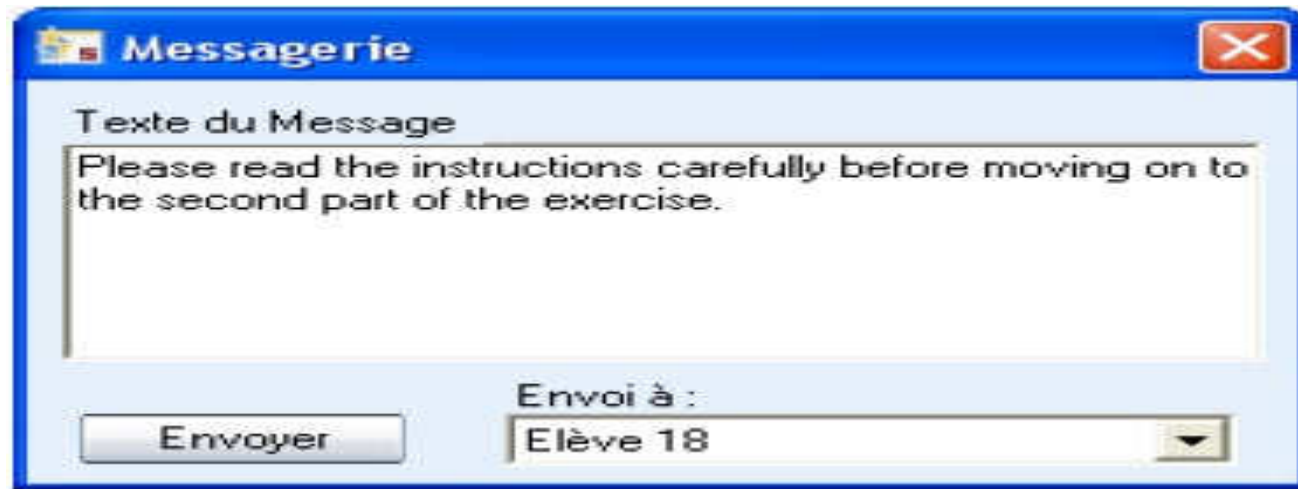 Messagerie
Texte du Message
Please read the instructions carefully before moving on to
the second part of the exercise.
Envoi à :
Envoyer
Elève 18